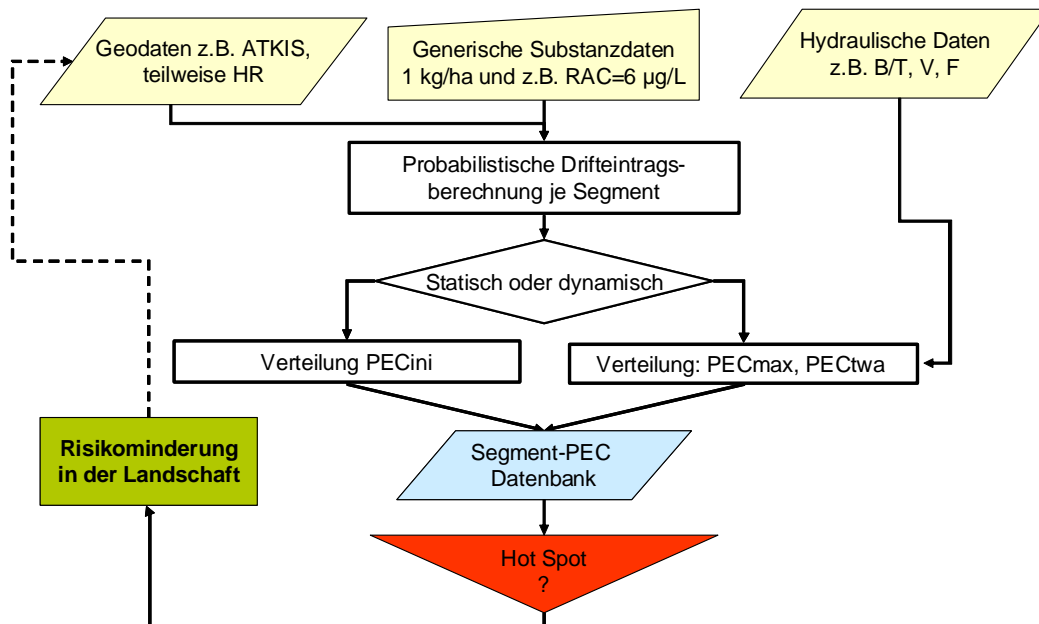 Geodaten z.B. ATKIS,
teilweise HR
Generische Substanzdaten
1 kg/ha und z.B. RAC=6 µg/L
Hydraulische Daten
z.B. B/T, V, F
Probabilistische Drifteintrags-
berechnung je Segment
Statisch oder dynamisch
Verteilung PECini
Verteilung: PECmax, PECtwa
Risikominderung
in der Landschaft
Segment-PEC
Datenbank
Hot Spot
?